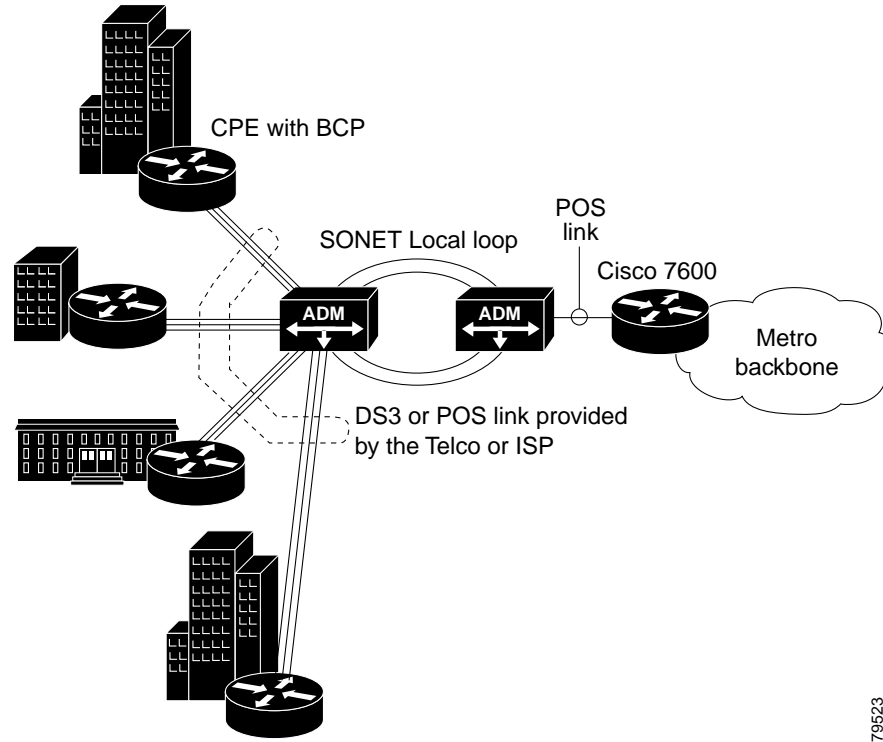 CPE with BCP
POS
link
SONET Local loop
Cisco 7600
ADM
ADM
Metro
backbone
DS3 or POS link provided
by the Telco or ISP
79523